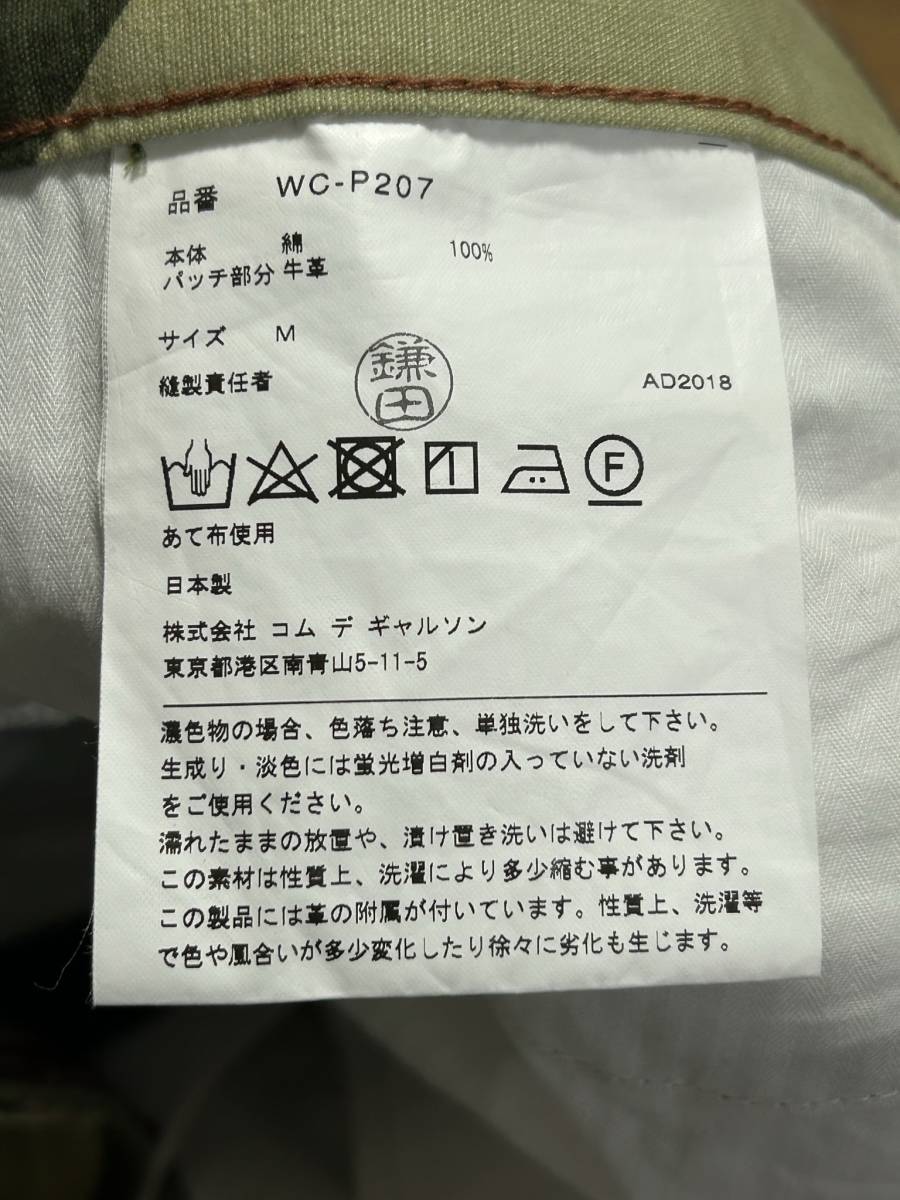 品番 WC-P207
本体 綿 100%
パッチ部分 牛革
サイズ M
縫製責任者 鎌田 AD2018
F
あて布使用
日本製
株式会社 コム デ ギャルソン
東京都港区南青山5-11-5
濃色物の場合、色落ち注意、単独洗いをして下さい。
生成り・淡色には蛍光増白剤の入っていない洗剤
をご使用ください。
濡れたままの放置や、漬け置き洗いは避けて下さい。
この素材は性質上、洗濯により多少縮む事があります。
この製品には革の附属が付いています。性質上、洗濯等
で色や風合いが多少変化したり徐々に劣化も生じます。